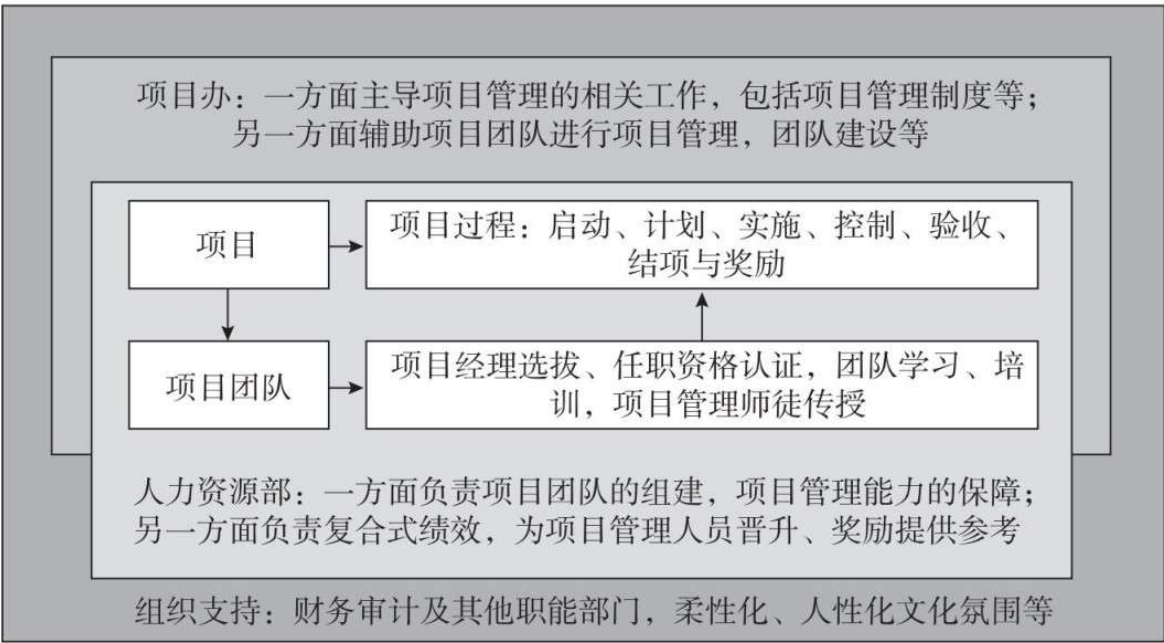 项目办：一方面主导项目管理的相关工作，包括项目管理制度等；
另一方面辅助项目团队进行项目管理，团队建设等
项目
项目过程：启动、计划、实施、控制、验收、
结项与奖励
项目团队
项目经理选拔、任职资格认证，团队学习、培
训，项目管理师徒传授
人力资源部：一方面负责项目团队的组建，项目管理能力的保障；
另一方面负责复合式绩效，为项目管理人员晋升、奖励提供参考
组织支持：财务审计及其他职能部门，柔性化、人性化文化氛围等